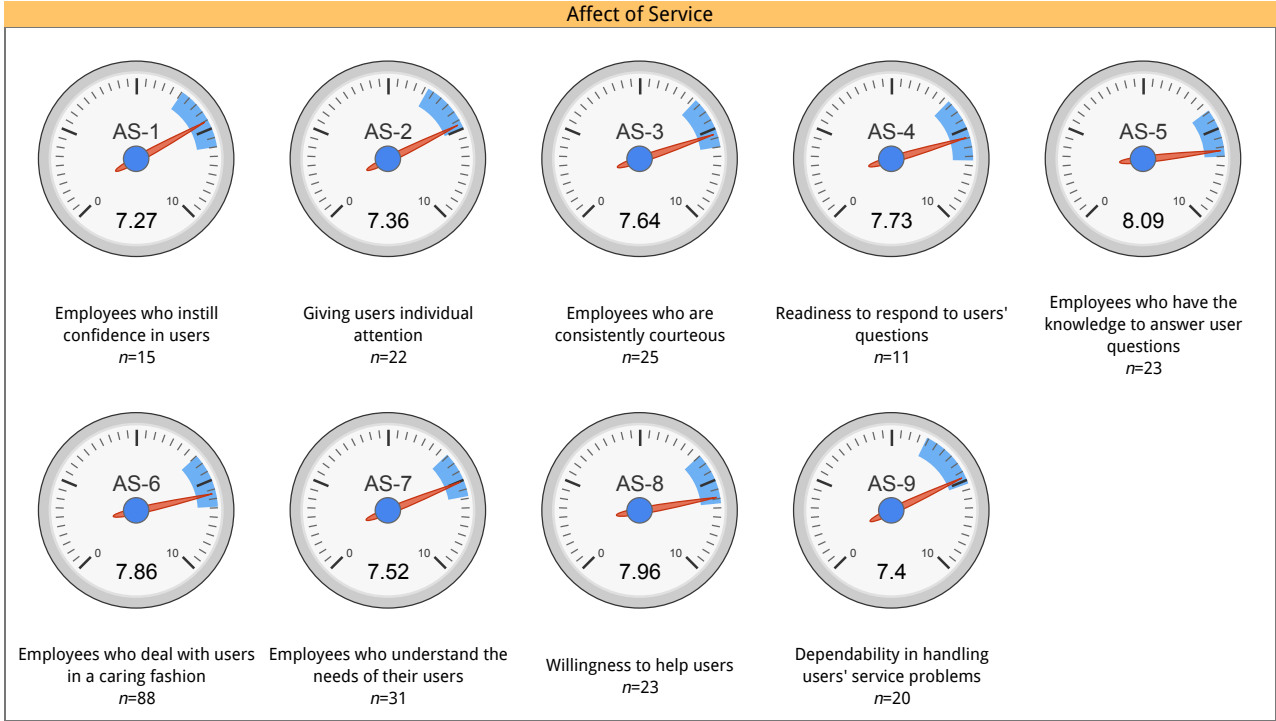 Affect of Service
AS-1
0
10
7.27
Employees who instill
confidence in users
n=15
AS-2
0
10
7.36
Giving users individual
attention
n=22
AS-3
0
10
7.64
Employees who are
consistently courteous
n=25
AS-4
0
10
7.73
Readiness to respond to users'
questions
n=11
AS-5
0
10
8.09
Employees who have the
knowledge to answer user
questions
n=23
AS-6
0
10
7.86
Employees who deal with users
in a caring fashion
n=88
AS-7
0
10
7.52
Employees who understand the
needs of their users
n=31
AS-8
0
10
7.96
Willingness to help users
n=23
AS-9
0
10
7.4
Dependability in handling
users' service problems
n=20